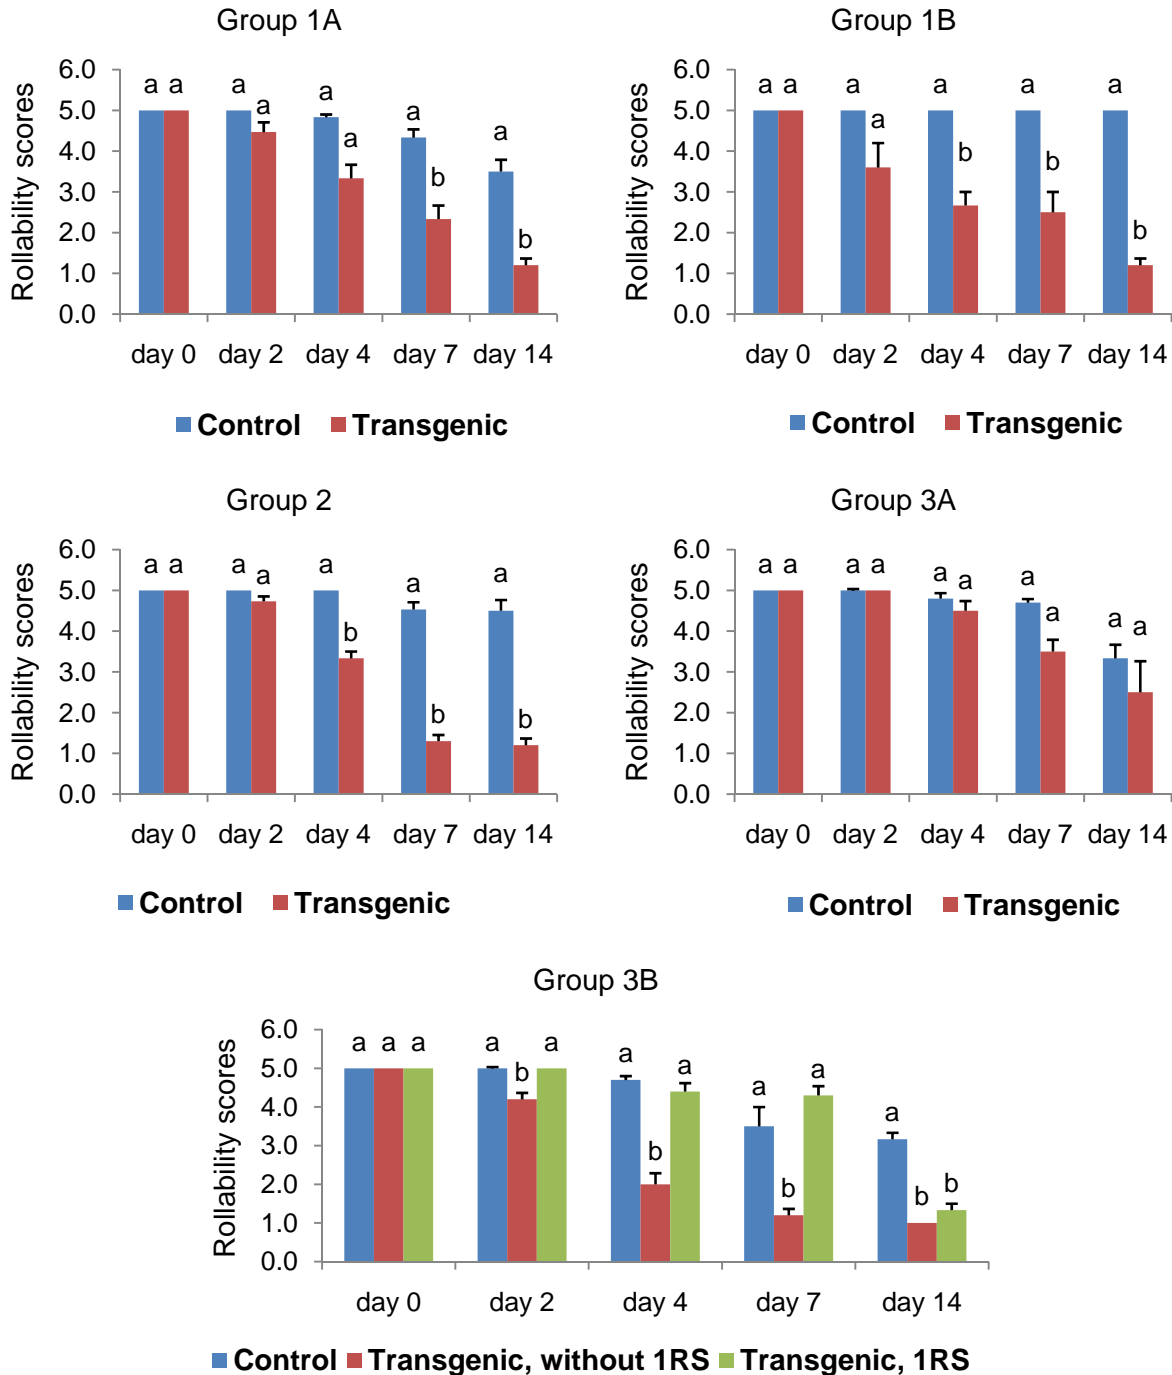 Group 1A
Rollability scores
6.0
5.0
4.0
3.0
2.0
1.0
0.0
a a a a a a a b a b
day 0 day 2 day 4 day 7 day 14
Control Transgenic
Group 1B
Rollability scores
6.0
5.0
4.0
3.0
2.0
1.0
0.0
a a a a a b a b a b
day 0 day 2 day 4 day 7 day 14
Control Transgenic
Group 2
Rollability scores
6.0
5.0
4.0
3.0
2.0
1.0
0.0
a a a a a b a b a b
day 0 day 2 day 4 day 7 day 14
Control Transgenic
Group 3A
Rollability scores
6.0
5.0
4.0
3.0
2.0
1.0
0.0
a a a a a a a a a a
day 0 day 2 day 4 day 7 day 14
Control Transgenic
Group 3B
Rollability scores
6.0
5.0
4.0
3.0
2.0
1.0
0.0
a a a a b a a b a a b a a b b
day 0 day 2 day 4 day 7 day 14
Control Transgenic, without 1RS Transgenic, 1RS